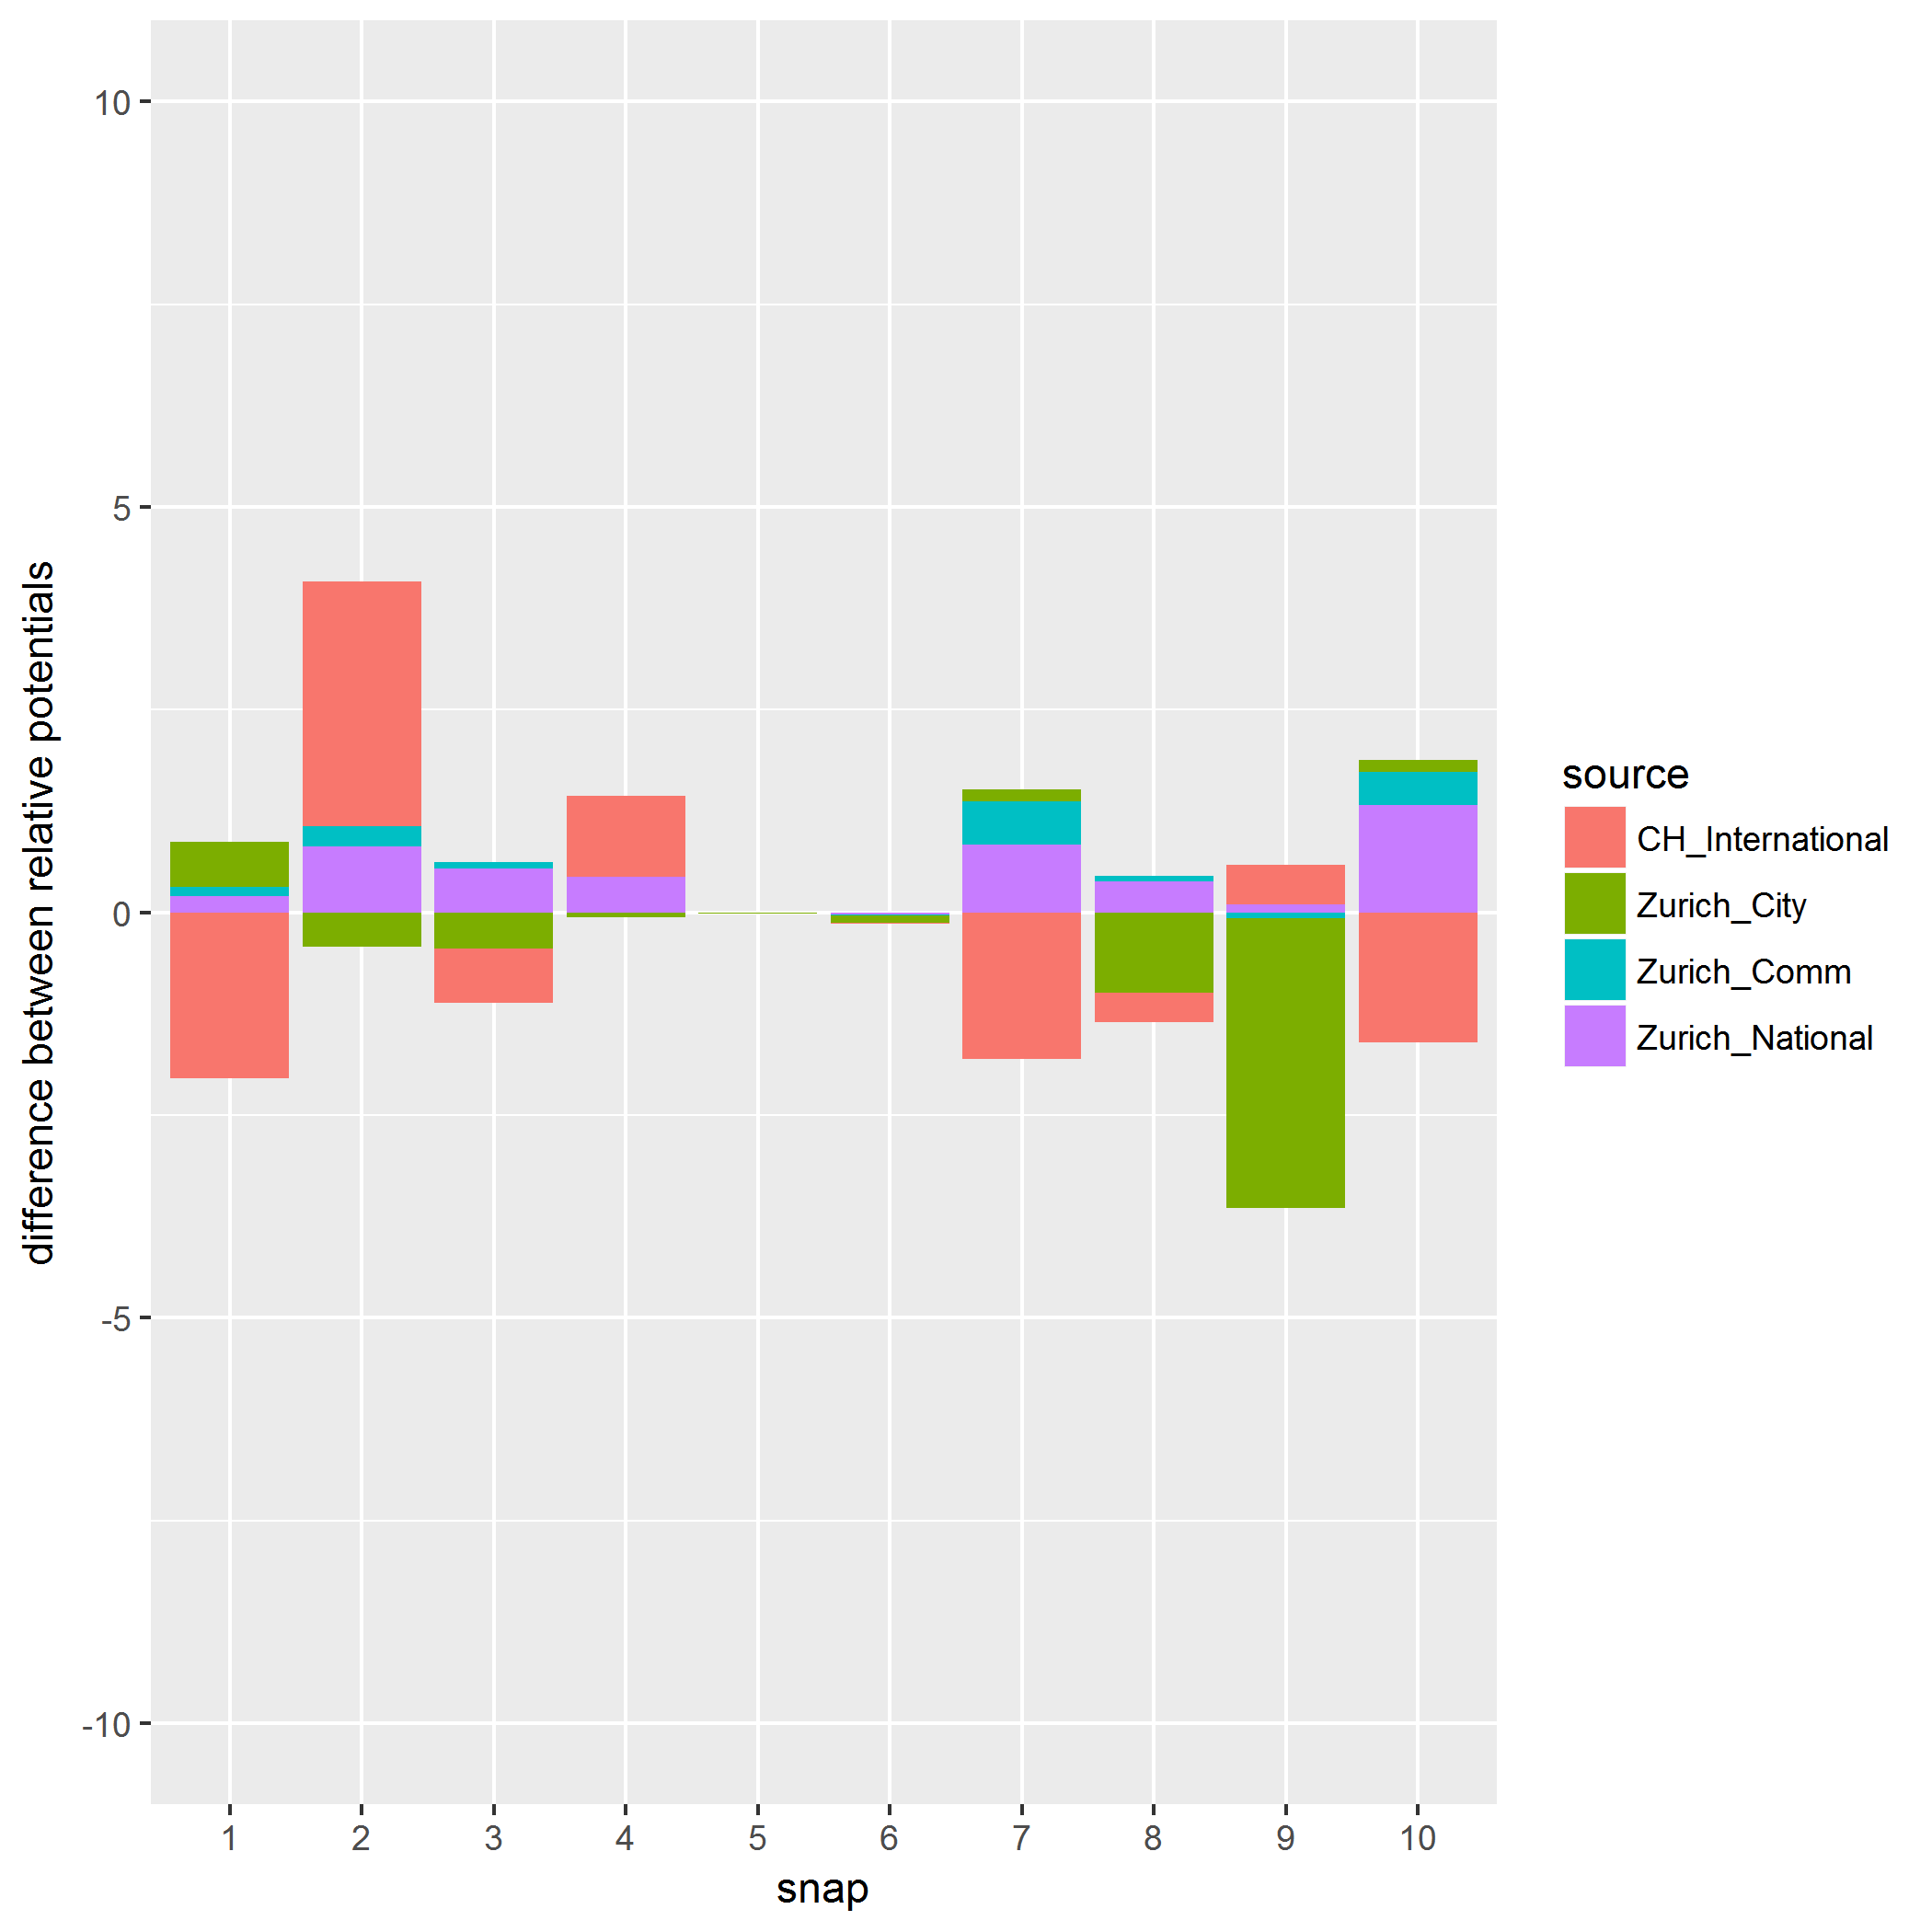 difference between relative potentials
10
5
0
-5
-10
1 2 3 4 5 6 7 8 9 10
snap
source
CH_International
Zurich_City
Zurich_Comm
Zurich_National